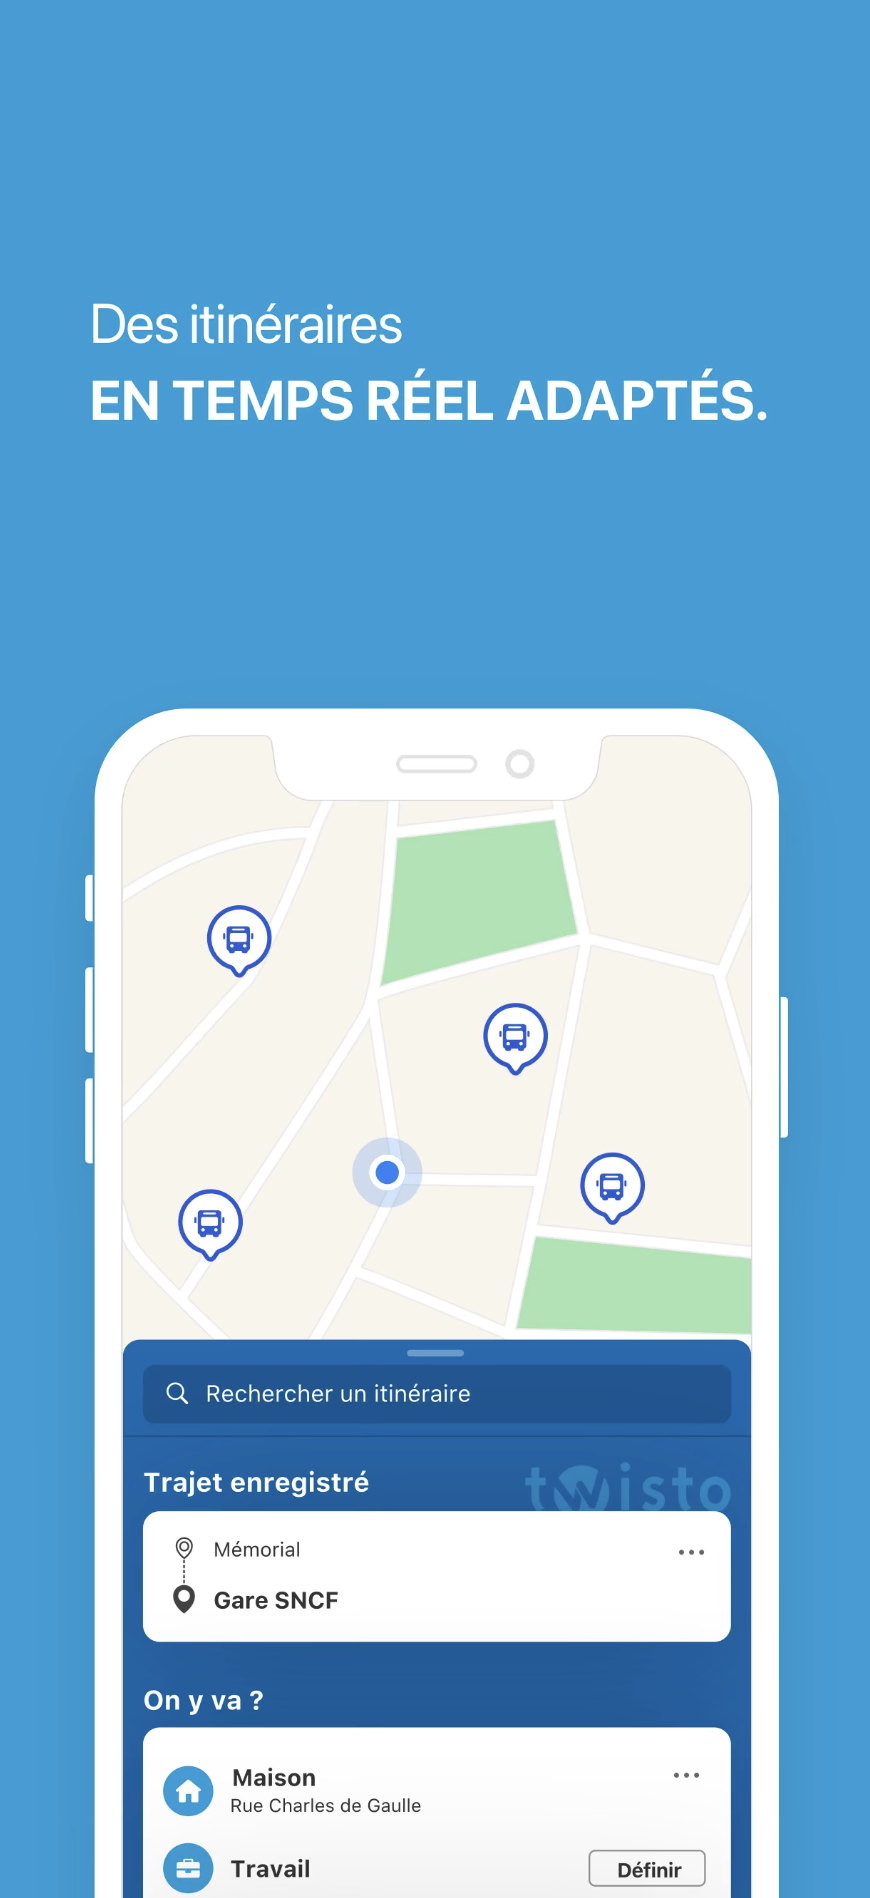 Des itinéraires
EN TEMPS RÉEL ADAPTÉS.
Rechercher un itinéraire
Trajet enregistré
twisto
Mémorial
Gare SNCF
On y va ?
Maison
Rue Charles de Gaulle
Travail
Définir